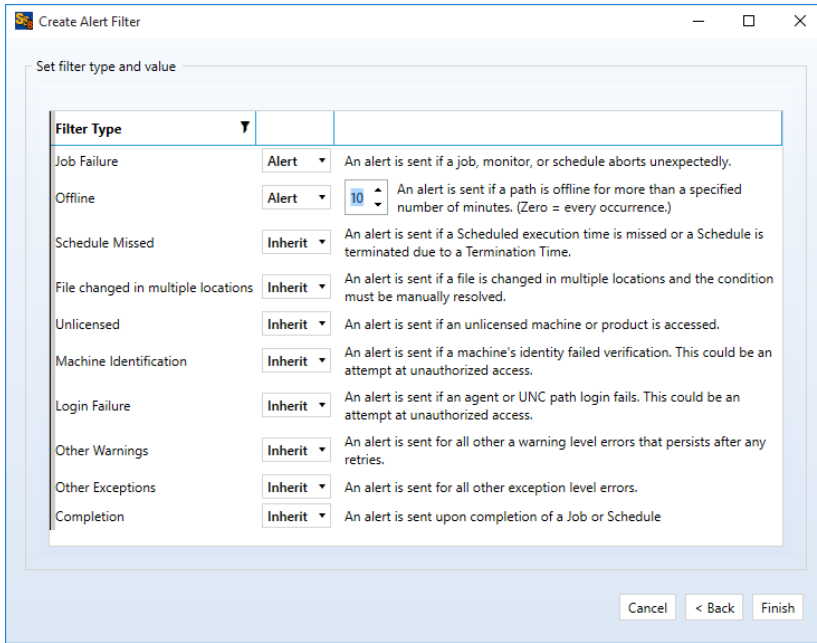 Create Alert Filter
Set filter type and value
Filter Type
Job Failure Alert An alert is sent if a job, monitor, or schedule aborts unexpectedly.
Offline Alert 10 An alert is sent if a path is offline for more than a specified
number of minutes. (Zero = every occurrence.)
Schedule Missed Inherit An alert is sent if a Scheduled execution time is missed or a Schedule is
terminated due to a Termination Time.
File changed in multiple locations Inherit An alert is sent if a file is changed in multiple locations and the condition
must be manually resolved.
Unlicensed Inherit An alert is sent if an unlicensed machine or product is accessed.
Machine Identification Inherit An alert is sent if a machine's identity failed verification. This could be an
attempt at unauthorized access.
Login Failure Inherit An alert is sent if an agent or UNC path login fails. This could be an
attempt at unauthorized access.
Other Warnings Inherit An alert is sent for all other a warning level errors that persists after any
retries.
Other Exceptions Inherit An alert is sent for all other exception level errors.
Completion Inherit An alert is sent upon completion of a Job or Schedule
Cancel < Back Finish